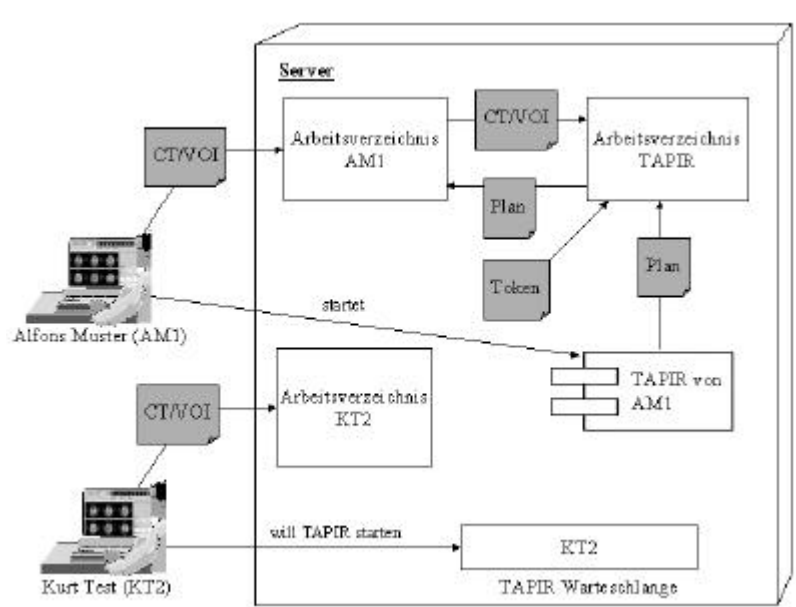 Server
CT/VOI
Arbeitsverzeichnis
AM1
CT/VOI
Arbeitsverzeichnis
TAPIR
Plan
Token
Plan
startet
Alfons Muster (AM1)
TAPIR von
AM1
CT/VOI
Arbeitsverzeichnis
KT2
will TAPIR starten
KT2
Kurt Test (KT2)
TAPIR Warteschlange